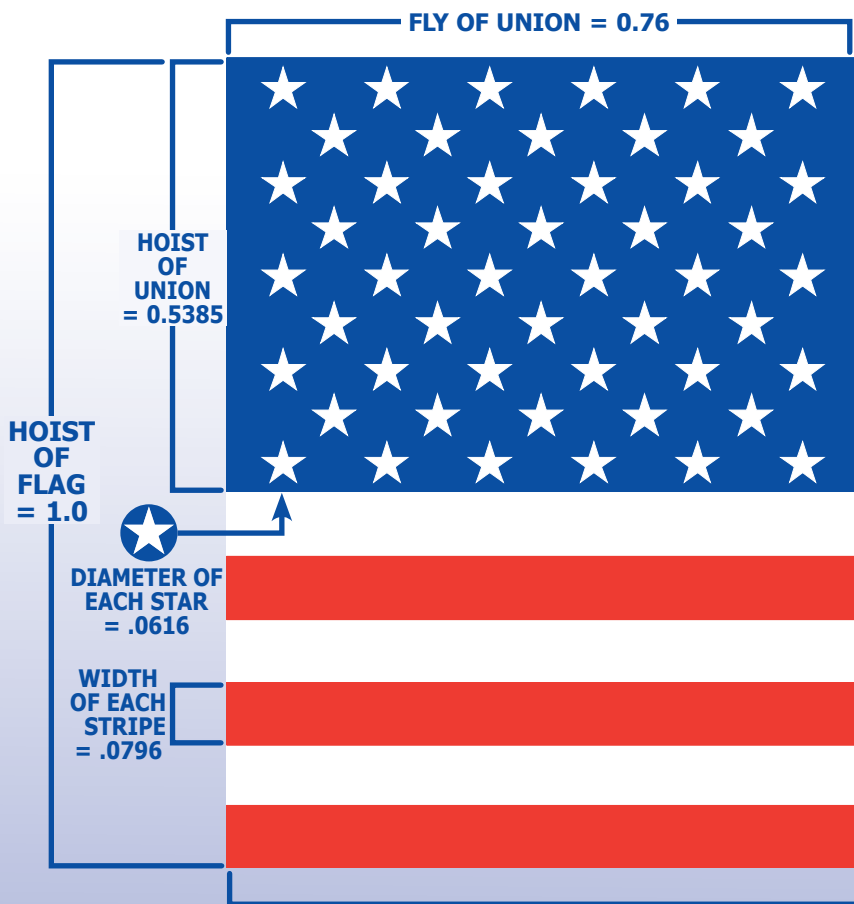 FLY OF UNION = 0.76
HOIST
OF
UNION
= 0.5385
HOIST
OF
FLAG
= 1.0
DIAMETER OF
EACH STAR
= .0616
WIDTH
OF EACH
STRIPE
= .0796